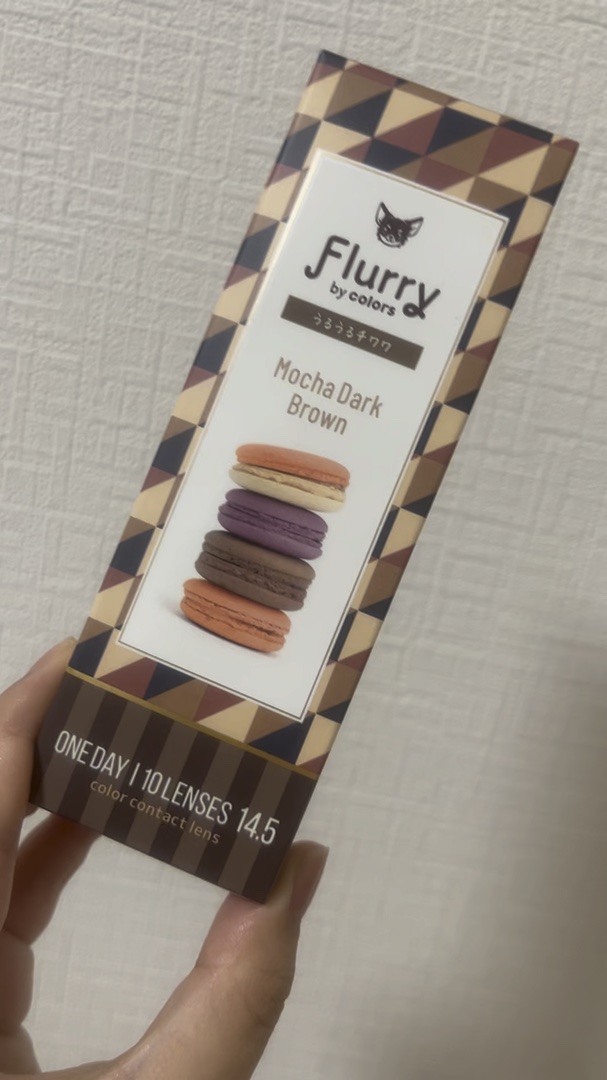 Flurry
by colors
うるうるチワワ
Mocha Dark
Brown
ONE DAY | 10 LENSES 14.5
color contact lens